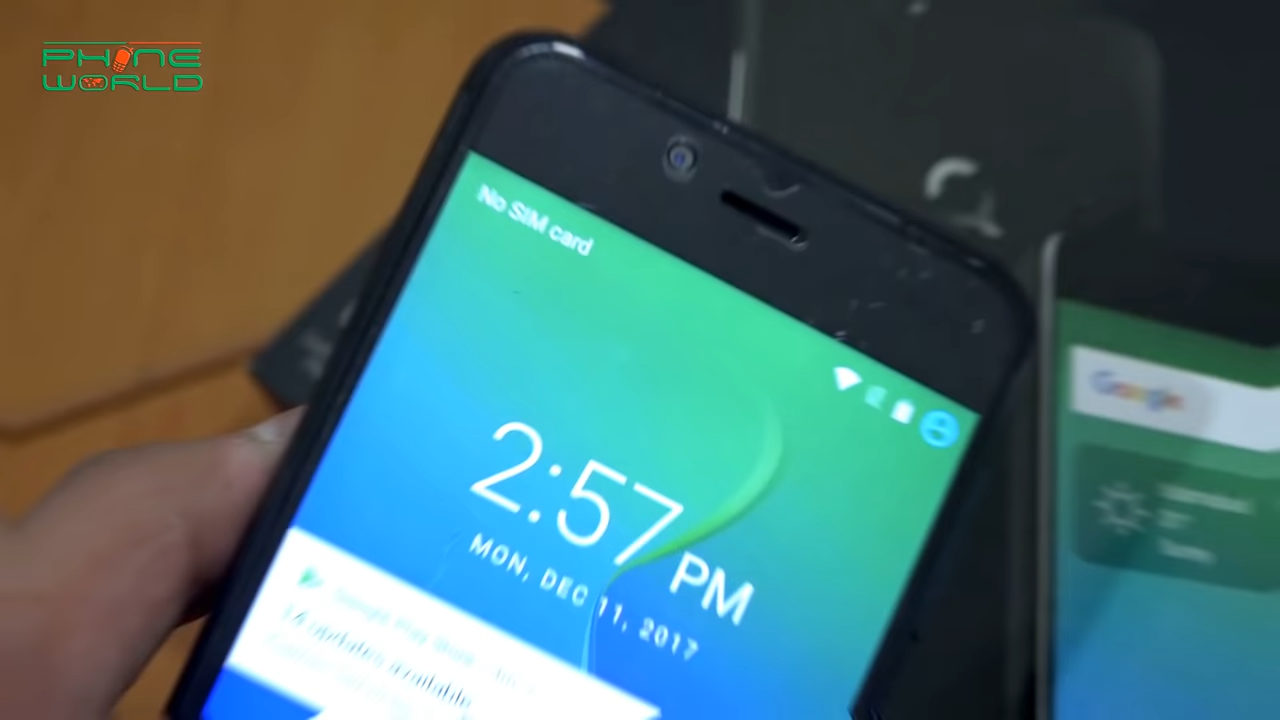 PHONE
WORLD
No SIM card
2:57 PM
MON, DEC 11, 2017
Google Play Store
14 updates available
Google